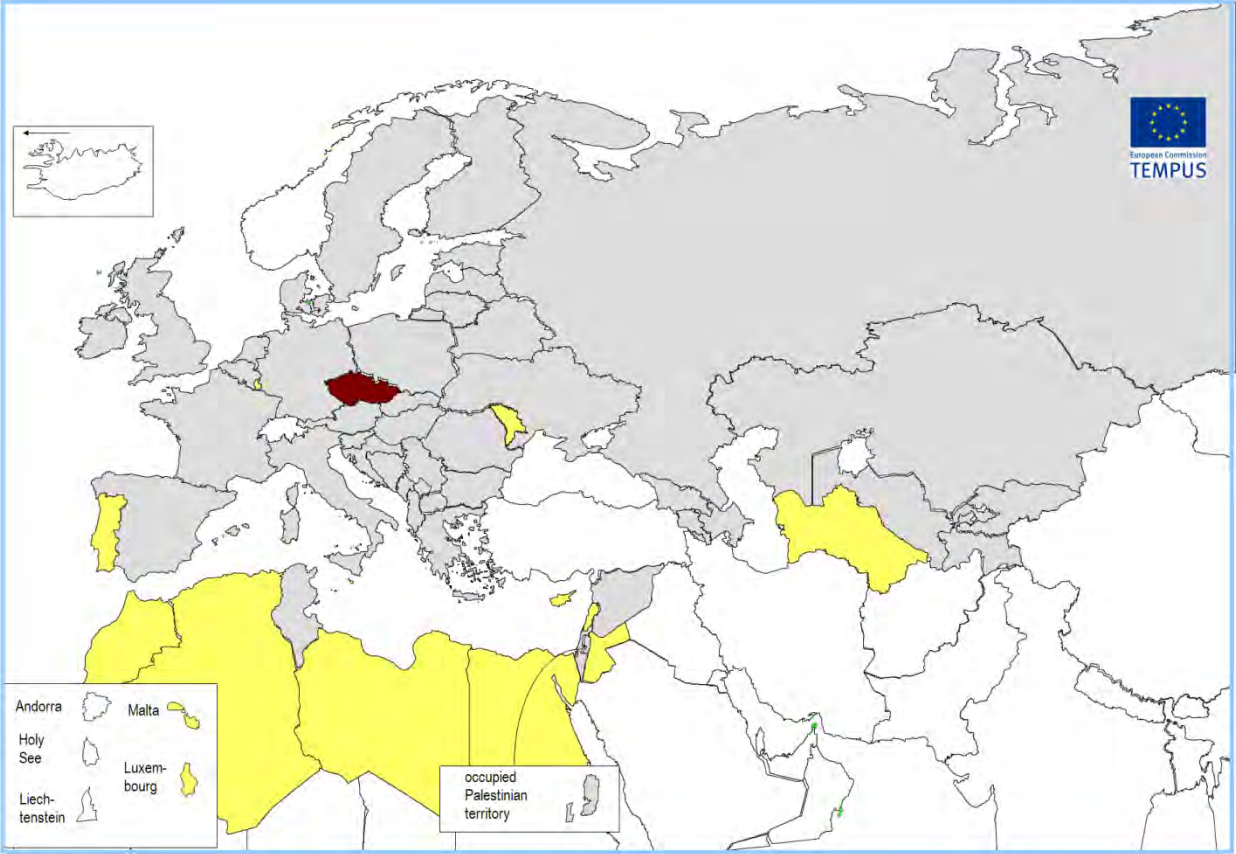 European Commission
TEMPUS
Andorra
Malta
Holy
See
Luxem-
bourg
Liech-
tenstein
occupied
Palestinian
territory